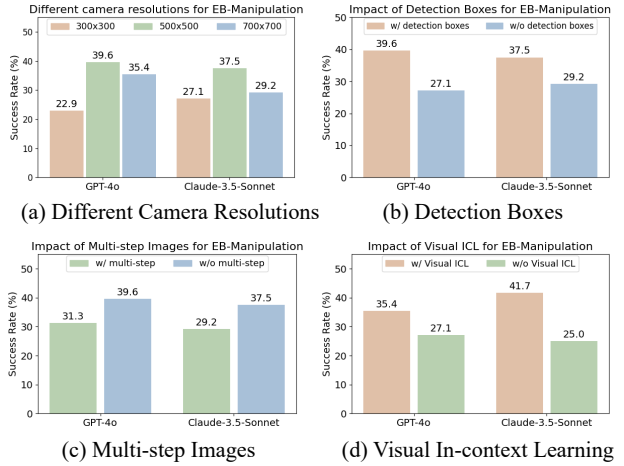 Different camera resolutions for EB-Manipulation
300x300 500x500 700x700
Success Rate (%)
50
40
30
20
10
0
22.9 39.6 35.4 27.1 37.5 29.2
GPT-4o Claude-3.5-Sonnet
(a) Different Camera Resolutions
Impact of Detection Boxes for EB-Manipulation
w/ detection boxes w/o detection boxes
Success Rate (%)
50
40
30
20
10
0
39.6 27.1 37.5 29.2
GPT-4o Claude-3.5-Sonnet
(b) Detection Boxes
Impact of Multi-step Images for EB-Manipulation
w/ multi-step w/o multi-step
Success Rate (%)
50
40
30
20
10
0
31.3 39.6 29.2 37.5
GPT-4o Claude-3.5-Sonnet
(c) Multi-step Images
Impact of Visual ICL for EB-Manipulation
w/ Visual ICL w/o Visual ICL
Success Rate (%)
50
40
30
20
10
0
35.4 27.1 41.7 25.0
GPT-4o Claude-3.5-Sonnet
(d) Visual In-context Learning